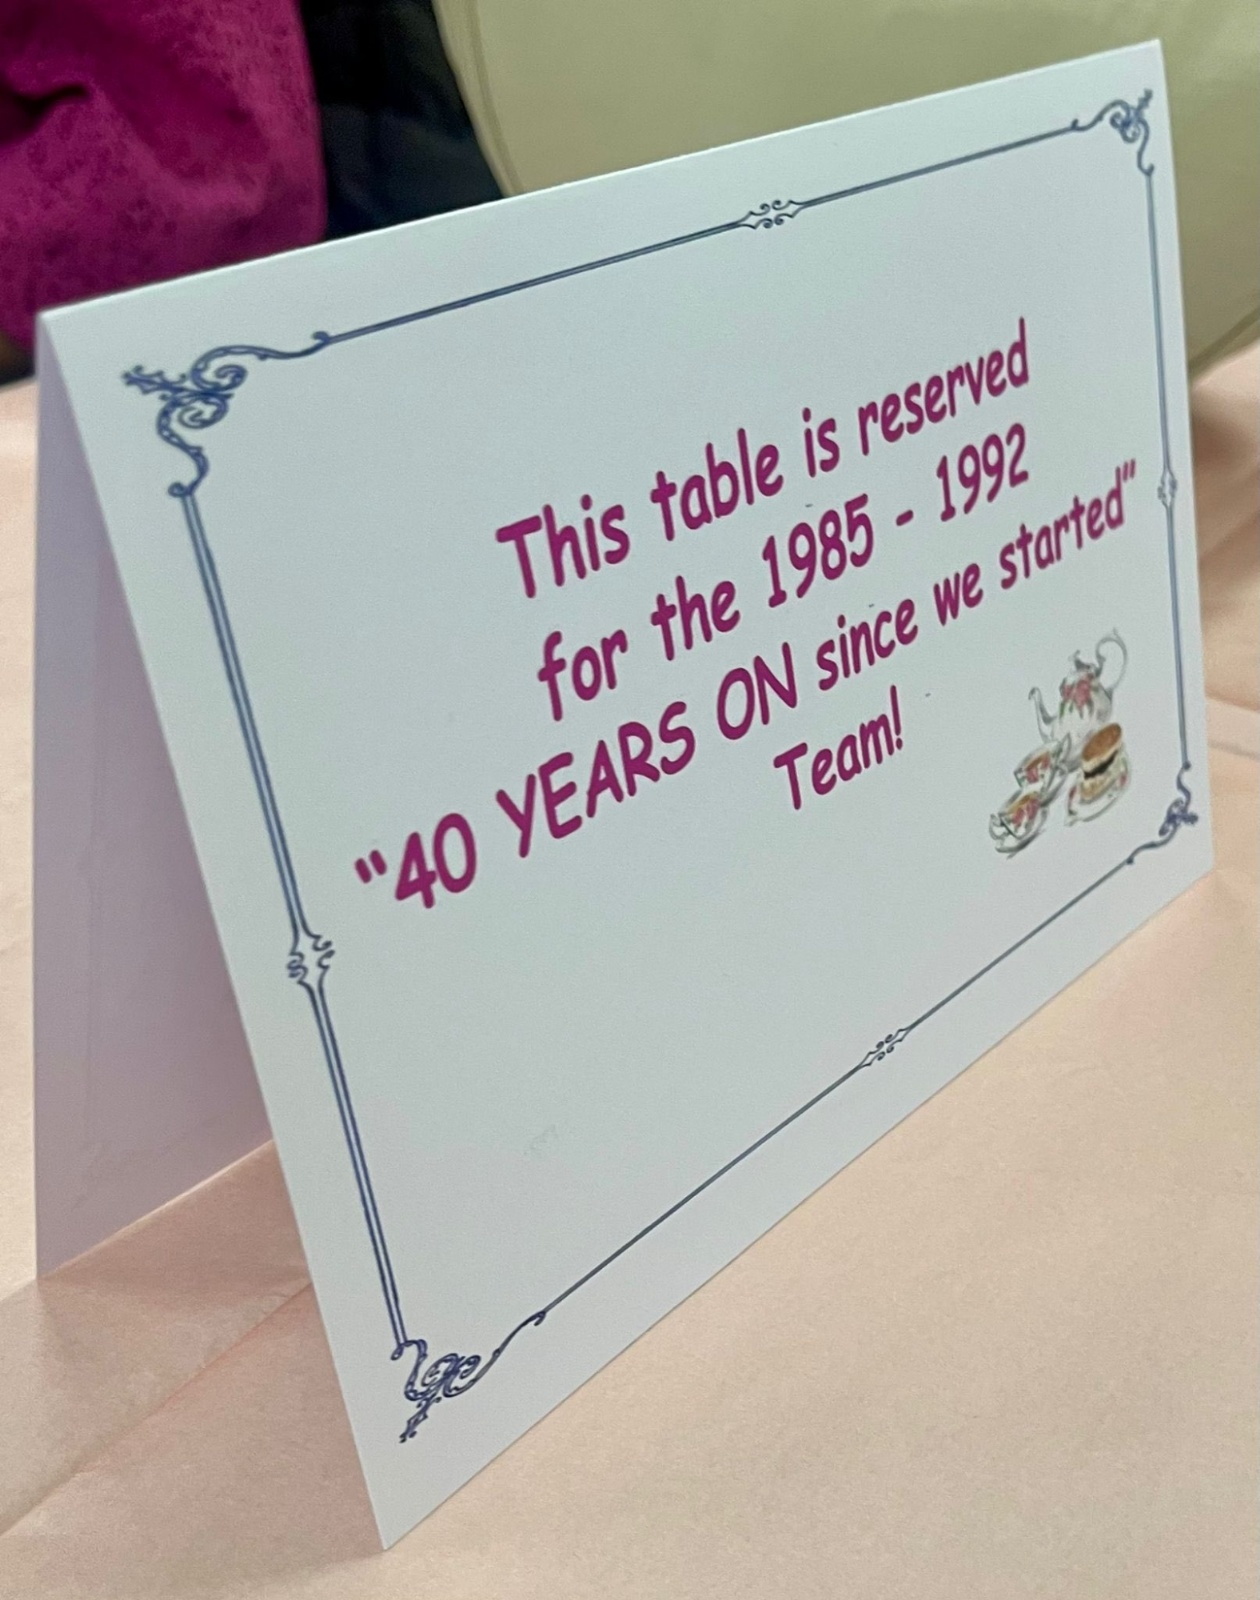 This table is reserved
for the 1985 - 1992
"40 YEARS ON since we started"
Team!